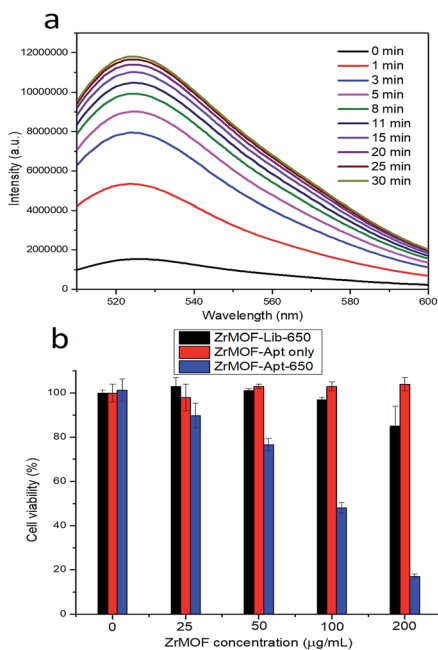 a
12000000
10000000
8000000
6000000
4000000
2000000
0
Intensity (a.u.)
0 min
1 min
3 min
5 min
8 min
11 min
15 min
20 min
25 min
30 min
520 540 560 580 600
Wavelength (nm)
b
ZrMOF-Lib-650
ZrMOF-Apt only
ZrMOF-Apt-650
100
80
60
40
20
0
Cell viability (%)
0 25 50 100 200
ZrMOF concentration (μg/mL)